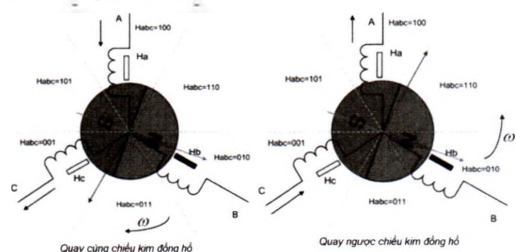 A
Habc=100
Ha
Habc=101
Habc=110
S
N
Habc=001
Hb
Habc=010
Hc
C
Habc=011
B
ω
Quay cùng chiều kim đồng hồ
A
Habc=100
Ha
Habc=101
Habc=110
S
N
ω
Habc=001
Hb
Habc=010
Hc
C
Habc=011
B
Quay ngược chiều kim đồng hồ